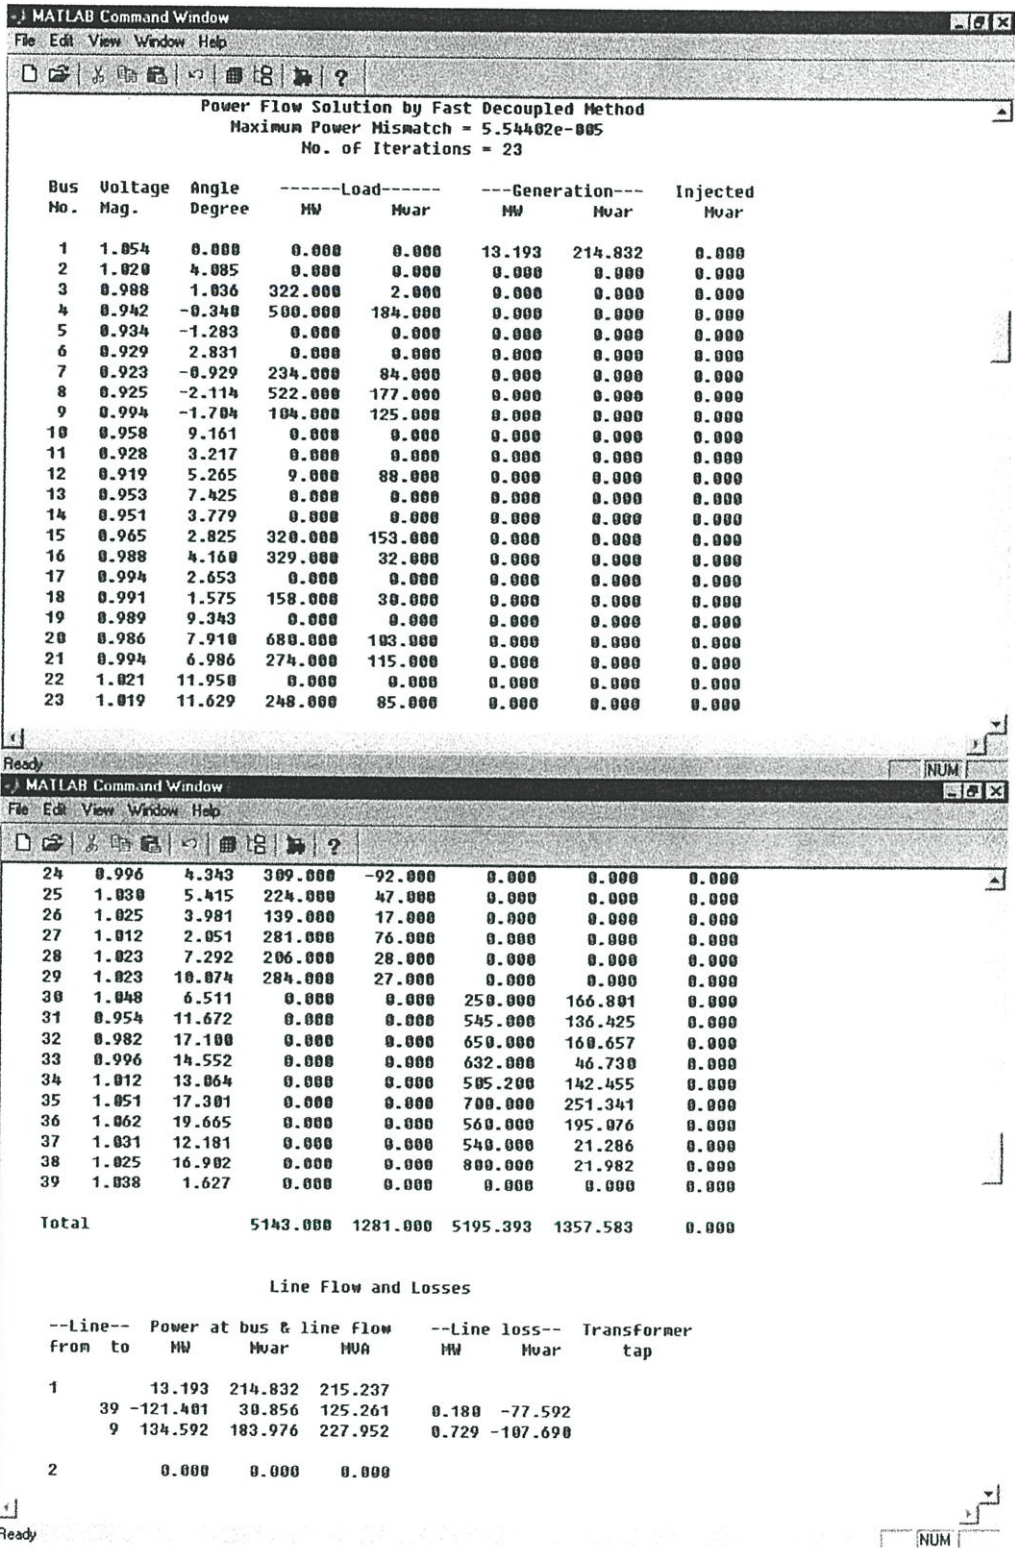 MATLAB Command Window
File Edit View Window Help
?
Power Flow Solution by Fast Decoupled Method
Maximum Power Mismatch = 5.54402e-005
No. of Iterations = 23
Bus Voltage Angle ------Load------ ---Generation--- Injected
No. Mag. Degree MW Mvar MW Mvar Mvar
1 1.054 0.000 0.000 0.000 13.193 214.832 0.000
2 1.020 4.085 0.000 0.000 0.000 0.000 0.000
3 0.988 1.036 322.000 2.000 0.000 0.000 0.000
4 0.942 -0.340 500.000 184.000 0.000 0.000 0.000
5 0.934 -1.283 0.000 0.000 0.000 0.000 0.000
6 0.929 2.831 0.000 0.000 0.000 0.000 0.000
7 0.923 -0.929 234.000 84.000 0.000 0.000 0.000
8 0.925 -2.114 522.000 177.000 0.000 0.000 0.000
9 0.994 -1.704 104.000 125.000 0.000 0.000 0.000
10 0.958 9.161 0.000 0.000 0.000 0.000 0.000
11 0.928 3.217 0.000 0.000 0.000 0.000 0.000
12 0.919 5.265 9.000 88.000 0.000 0.000 0.000
13 0.953 7.425 0.000 0.000 0.000 0.000 0.000
14 0.951 3.779 0.000 0.000 0.000 0.000 0.000
15 0.965 2.825 320.000 153.000 0.000 0.000 0.000
16 0.988 4.160 329.000 32.000 0.000 0.000 0.000
17 0.994 2.653 0.000 0.000 0.000 0.000 0.000
18 0.991 1.575 158.000 30.000 0.000 0.000 0.000
19 0.989 9.343 0.000 0.000 0.000 0.000 0.000
20 0.986 7.910 680.000 103.000 0.000 0.000 0.000
21 0.994 6.986 274.000 115.000 0.000 0.000 0.000
22 1.021 11.950 0.000 0.000 0.000 0.000 0.000
23 1.019 11.629 248.000 85.000 0.000 0.000 0.000
Ready NUM
MATLAB Command Window
File Edit View Window Help
?
24 0.996 4.343 309.000 -92.000 0.000 0.000 0.000
25 1.030 5.415 224.000 47.000 0.000 0.000 0.000
26 1.025 3.981 139.000 17.000 0.000 0.000 0.000
27 1.012 2.051 281.000 76.000 0.000 0.000 0.000
28 1.023 7.292 206.000 28.000 0.000 0.000 0.000
29 1.023 10.074 284.000 27.000 0.000 0.000 0.000
30 1.048 6.511 0.000 0.000 250.000 166.801 0.000
31 0.954 11.672 0.000 0.000 545.000 136.425 0.000
32 0.982 17.100 0.000 0.000 650.000 160.657 0.000
33 0.996 14.552 0.000 0.000 632.000 46.730 0.000
34 1.012 13.064 0.000 0.000 505.200 142.455 0.000
35 1.051 17.301 0.000 0.000 700.000 251.341 0.000
36 1.062 19.665 0.000 0.000 560.000 195.076 0.000
37 1.031 12.181 0.000 0.000 540.000 21.286 0.000
38 1.025 16.902 0.000 0.000 800.000 21.982 0.000
39 1.038 1.627 0.000 0.000 0.000 0.000 0.000
Total 5143.000 1281.000 5195.393 1357.583 0.000
Line Flow and Losses
--Line-- Power at bus & line flow --Line loss-- Transformer
from to MW Mvar MVA MW Mvar tap
1 13.193 214.832 215.237
39 -121.401 30.856 125.261 0.180 -77.592
9 134.592 183.976 227.952 0.729 -107.690
2 0.000 0.000 0.000
Ready NUM